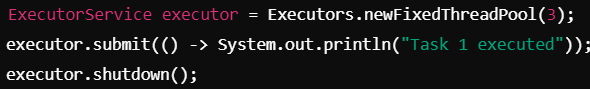 ExecutorService executor = Executors.newFixedThreadPool(3);
executor.submit(() -> System.out.println("Task 1 executed"));
executor.shutdown();